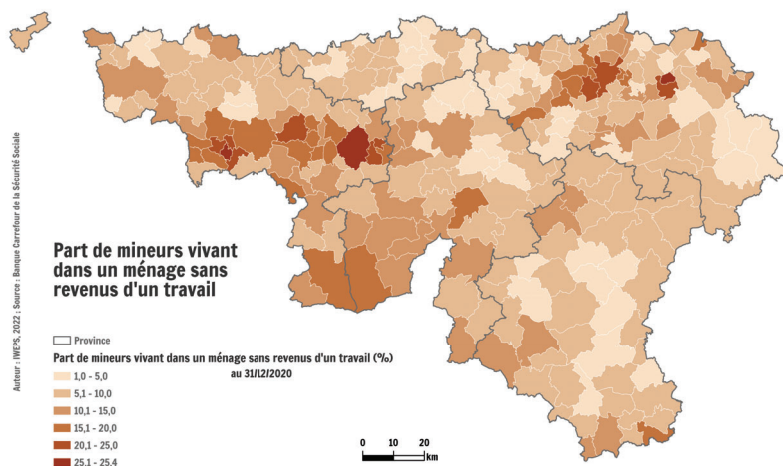 Auteur : IWEPS, 2022 ; Source : Banque Carrefour de la Sécurité Sociale
Part de mineurs vivant
dans un ménage sans
revenus d'un travail
Province
Part de mineurs vivant dans un ménage sans revenus d'un travail (%)
au 31/12/2020
1,0 - 5,0
5,1 - 10,0
10,1 - 15,0
15,1 - 20,0
20,1 - 25,0
25,1 - 25,4
0 10 20
km